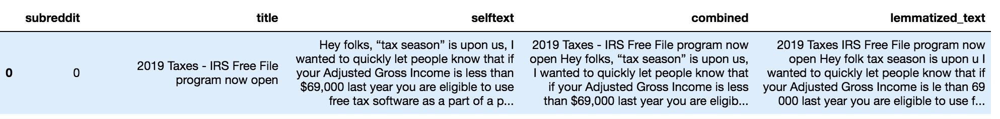 subreddit title selftext combined lemmatized_text
0 0
2019 Taxes - IRS Free File
program now open
Hey folks, “tax season” is upon us, I
wanted to quickly let people know that if
your Adjusted Gross Income is less than
$69,000 last year you are eligible to use
free tax software as a part of a p...
2019 Taxes - IRS Free File program now
open Hey folks, “tax season” is upon us,
I wanted to quickly let people know that
if your Adjusted Gross Income is less
than $69,000 last year you are eligib...
2019 Taxes IRS Free File program now
open Hey folk tax season is upon u I
wanted to quickly let people know that if
your Adjusted Gross Income is le than 69
000 last year you are eligible to use f...